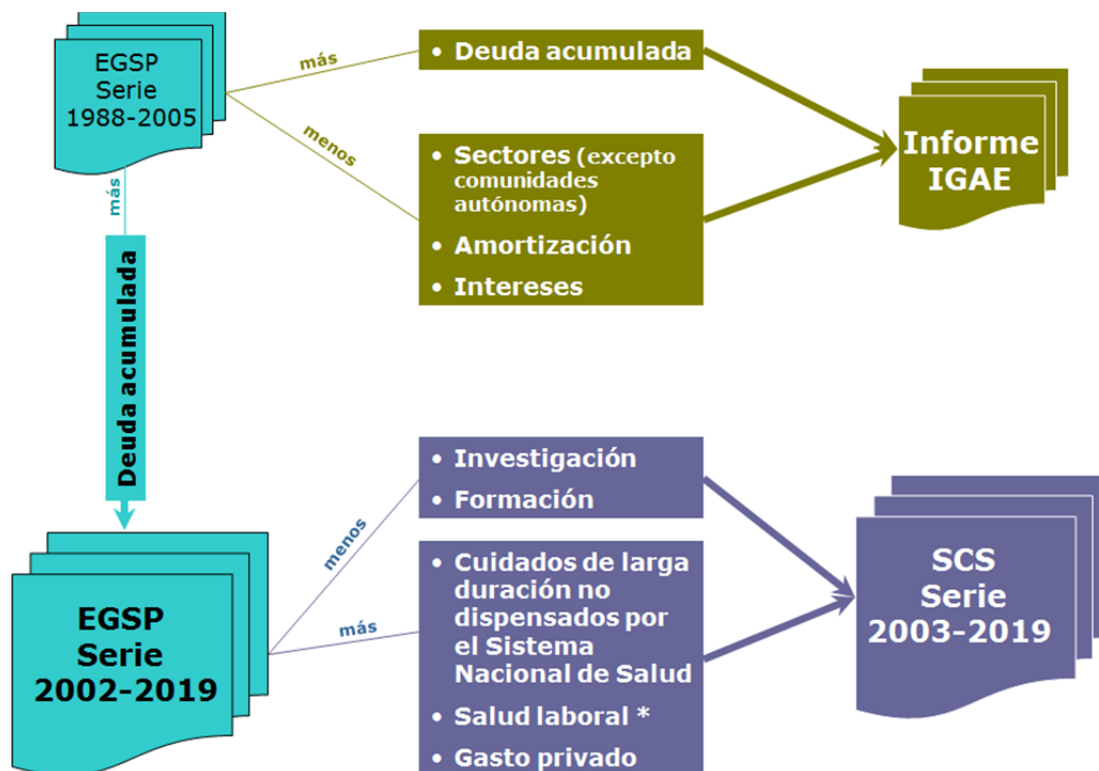 EGSP
Serie
1988-2005
más
• Deuda acumulada
menos
• Sectores (excepto
comunidades
autónomas)
• Amortización
• Intereses
Informe
IGAE
más
Deuda acumulada
EGSP
Serie
2002-2019
menos
• Investigación
• Formación
más
• Cuidados de larga
duración no
dispensados por
el Sistema
Nacional de Salud
• Salud laboral *
• Gasto privado
SCS
Serie
2003-2019